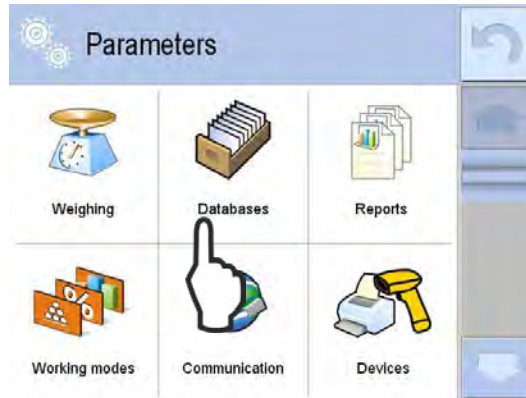 Parameters
Weighing
Databases
Reports
Working modes
Communication
Devices